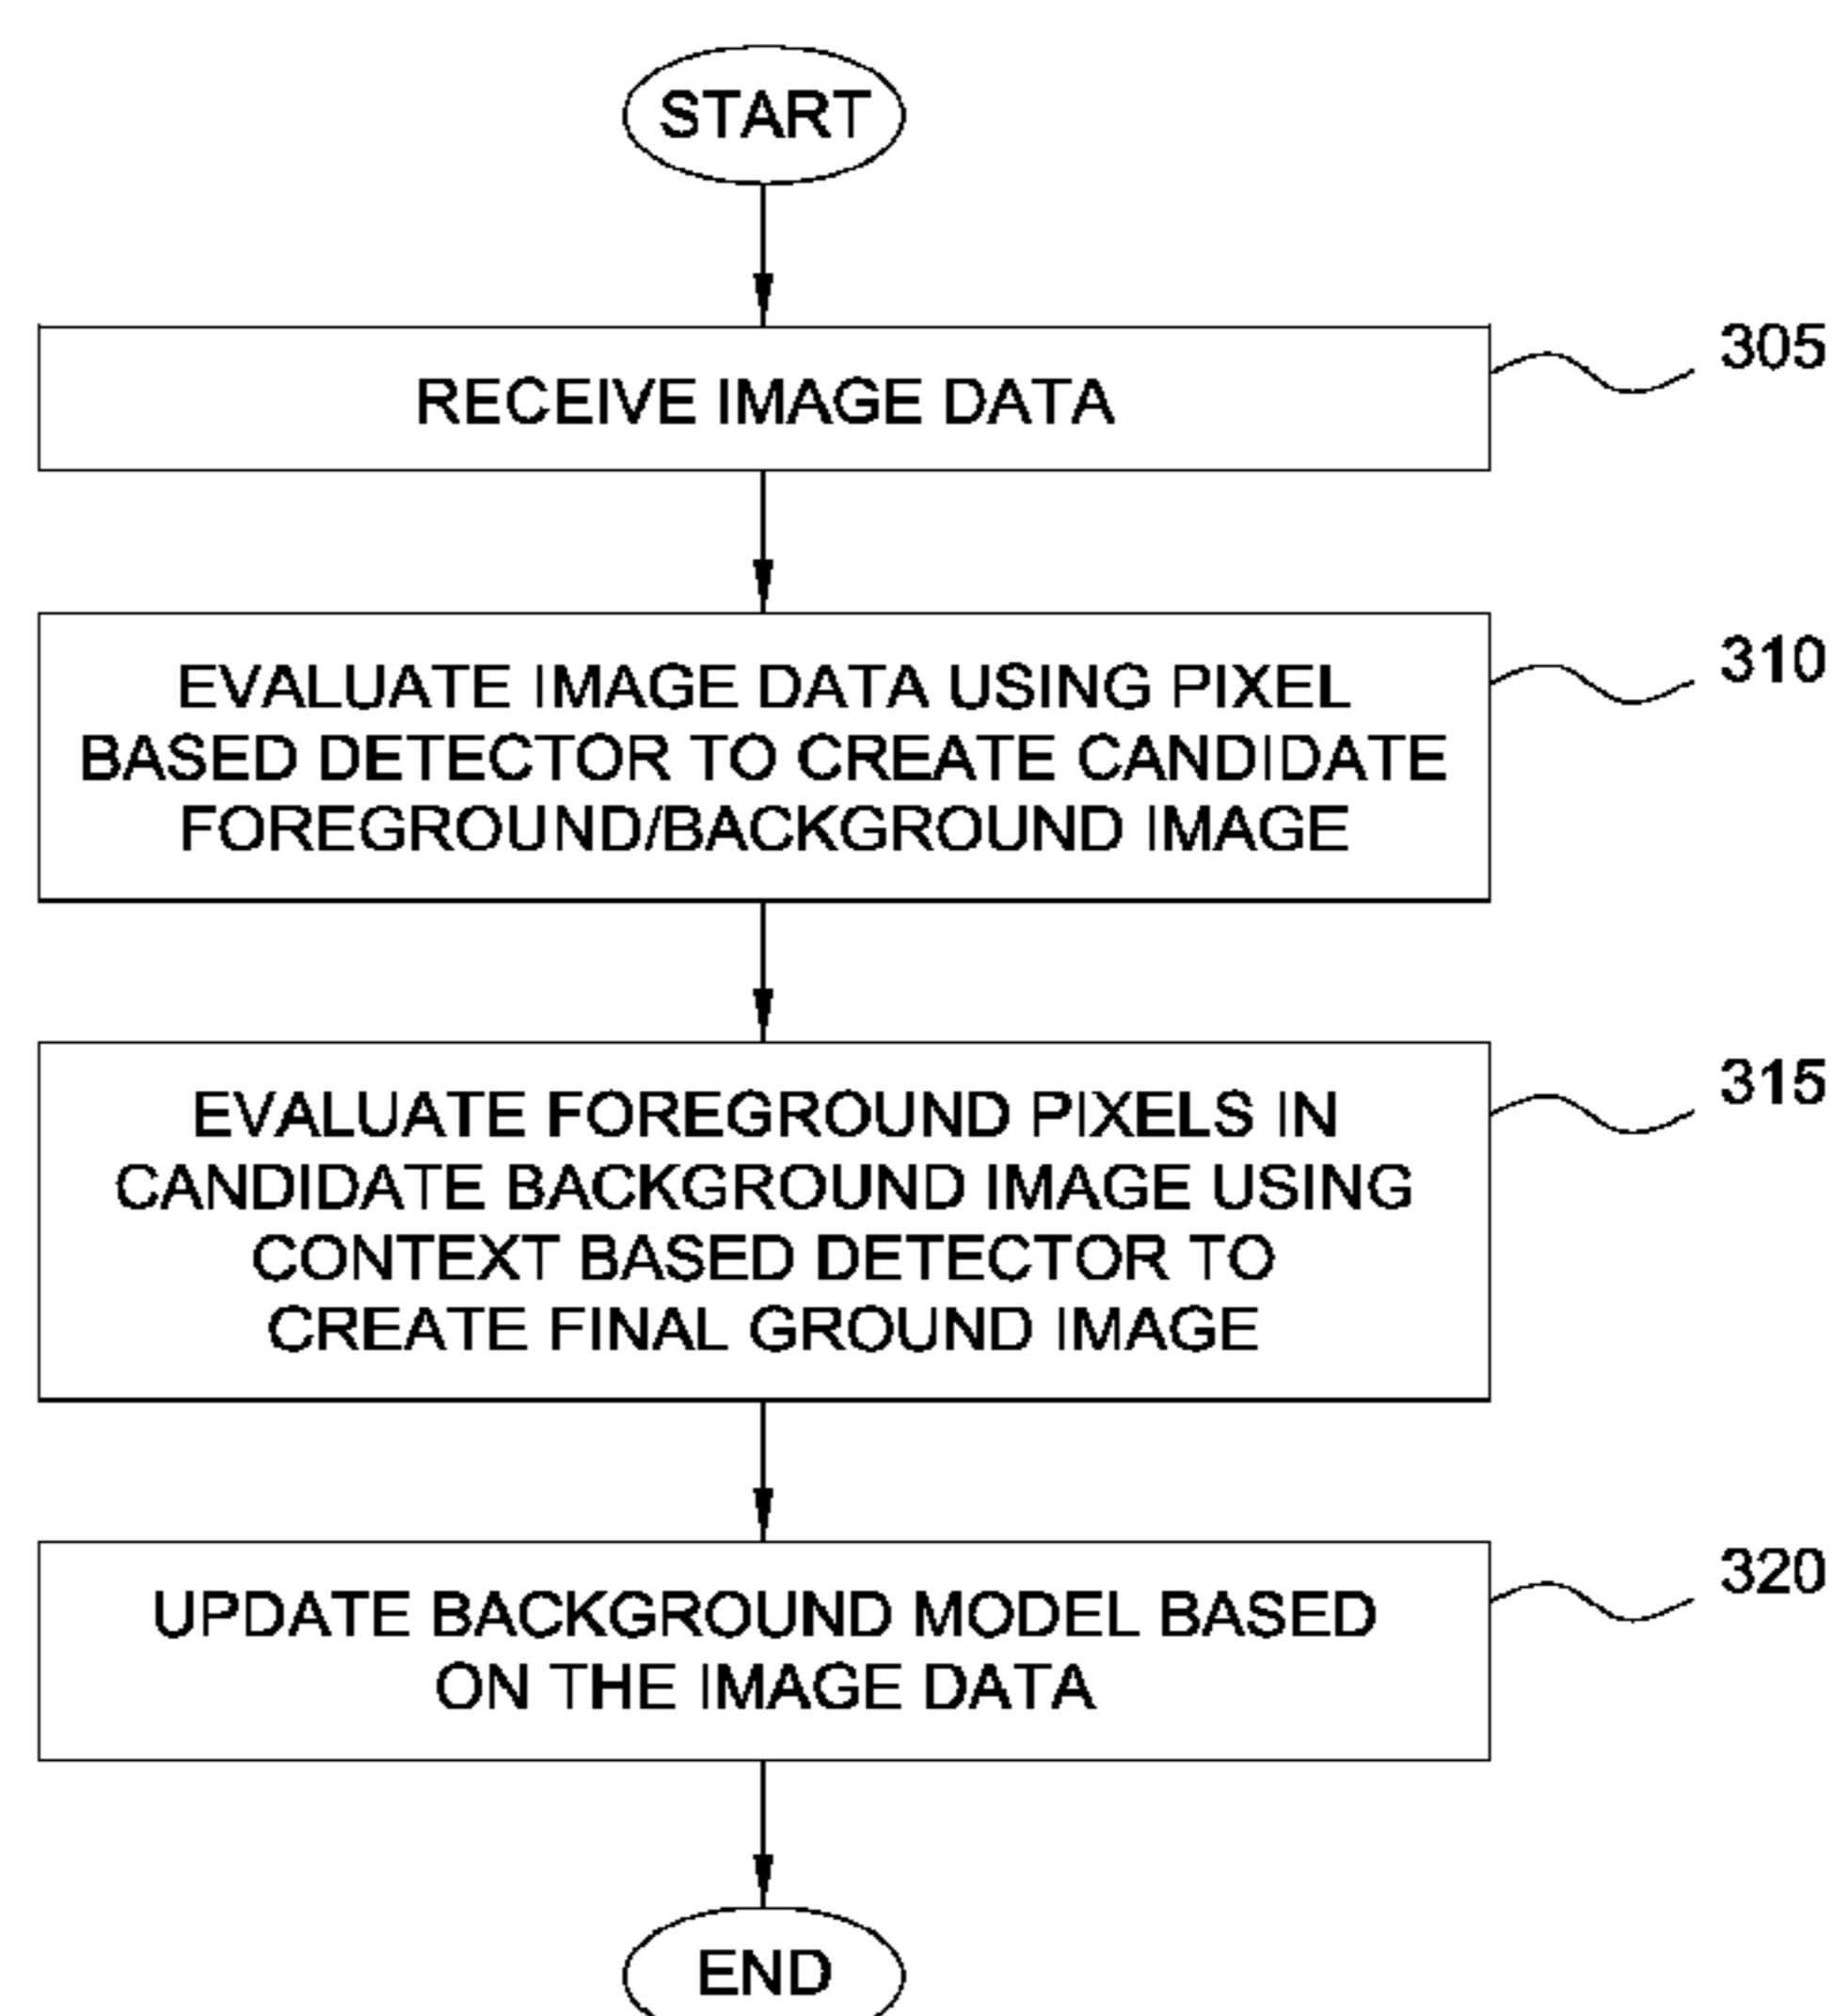 START
RECEIVE IMAGE DATA
305
EVALUATE IMAGE DATA USING PIXEL
BASED DETECTOR TO CREATE CANDIDATE
FOREGROUND/BACKGROUND IMAGE
310
EVALUATE FOREGROUND PIXELS IN
CANDIDATE BACKGROUND IMAGE USING
CONTEXT BASED DETECTOR TO
CREATE FINAL GROUND IMAGE
315
UPDATE BACKGROUND MODEL BASED
ON THE IMAGE DATA
320
END